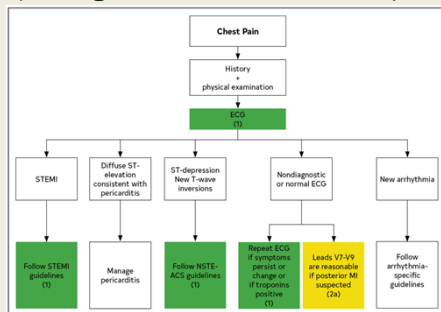 Chest Pain
History
+
physical examination
ECG
(1)
STEMI
Diffuse ST-
elevation
consistent with
pericarditis
ST-depression
New T-wave
inversions
Nondiagnostic
or normal ECG
New arrhythmia
Follow STEMI
guidelines
(1)
Manage
pericarditis
Follow NSTE-
ACS guidelines
(1)
Repeat ECG
if symptoms
persist or
change or if
troponins
positive
(1)
Leads V7-V9
are reasonable
if posterior MI
suspected
(2a)
Follow
arrhythmia-
specific
guidelines